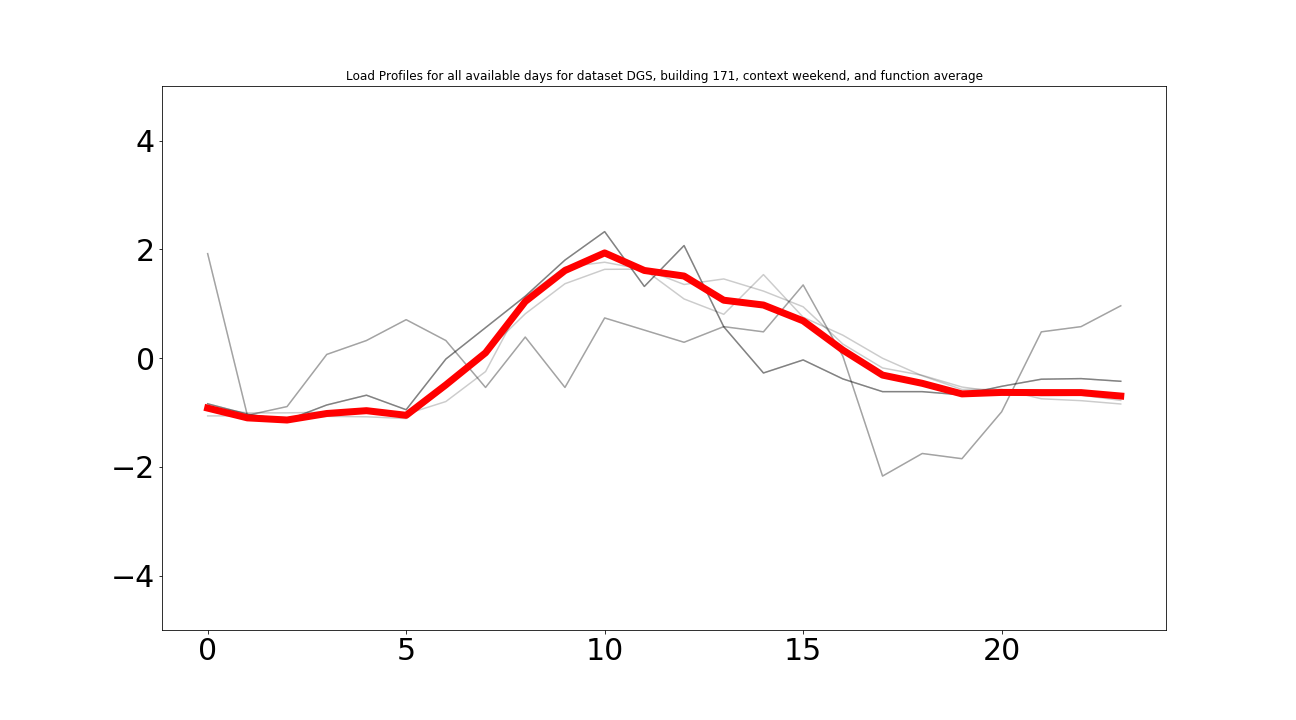 Load Profiles for all available days for dataset DGS, building 171, context weekend, and function average
4
2
0
−2
−4
0 5 10 15 20